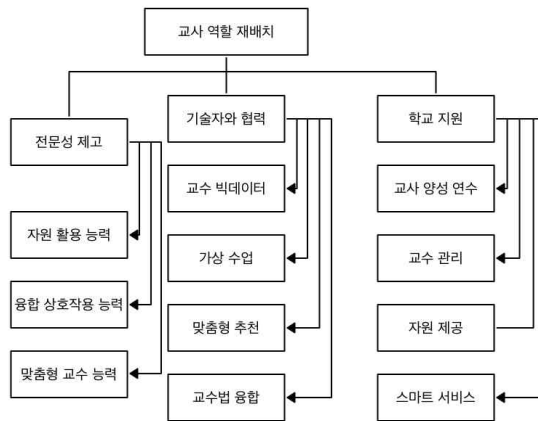 교사 역할 재배치
전문성 제고
기술자와 협력
학교 지원
자원 활용 능력
융합 상호작용 능력
맞춤형 교수 능력
교수 빅데이터
가상 수업
맞춤형 추천
교수법 융합
교사 양성 연수
교수 관리
자원 제공
스마트 서비스